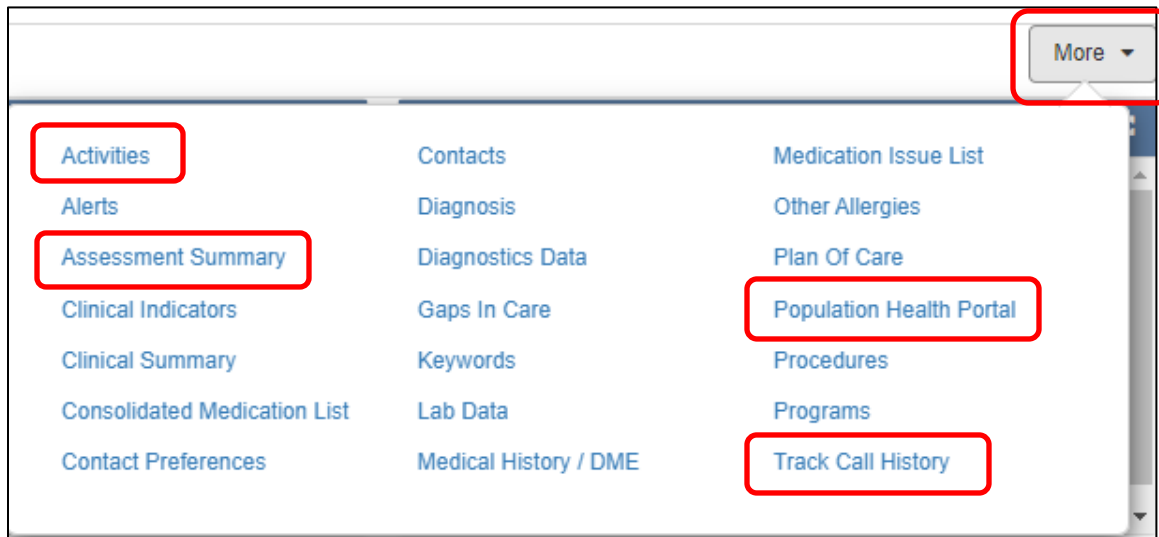 More
Activities
Contacts
Medication Issue List
Alerts
Diagnosis
Other Allergies
Assessment Summary
Diagnostics Data
Plan Of Care
Clinical Indicators
Gaps In Care
Population Health Portal
Clinical Summary
Keywords
Procedures
Consolidated Medication List
Lab Data
Programs
Contact Preferences
Medical History / DME
Track Call History